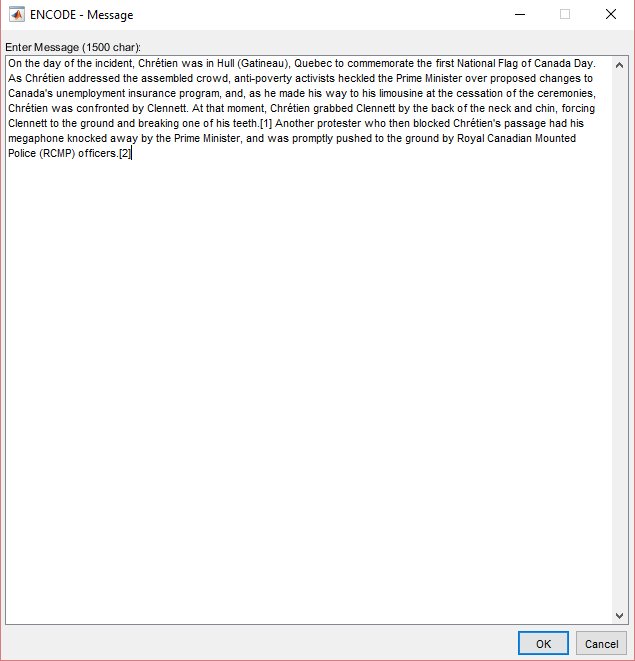 ENCODE - Message
Enter Message (1500 char):
On the day of the incident, Chrétien was in Hull (Gatineau), Quebec to commemorate the first National Flag of Canada Day.
As Chrétien addressed the assembled crowd, anti-poverty activists heckled the Prime Minister over proposed changes to
Canada's unemployment insurance program, and, as he made his way to his limousine at the cessation of the ceremonies,
Chrétien was confronted by Clennett. At that moment, Chrétien grabbed Clennett by the back of the neck and chin, forcing
Clennett to the ground and breaking one of his teeth.[1] Another protester who then blocked Chrétien's passage had his
megaphone knocked away by the Prime Minister, and was promptly pushed to the ground by Royal Canadian Mounted
Police (RCMP) officers.[2]
OK Cancel